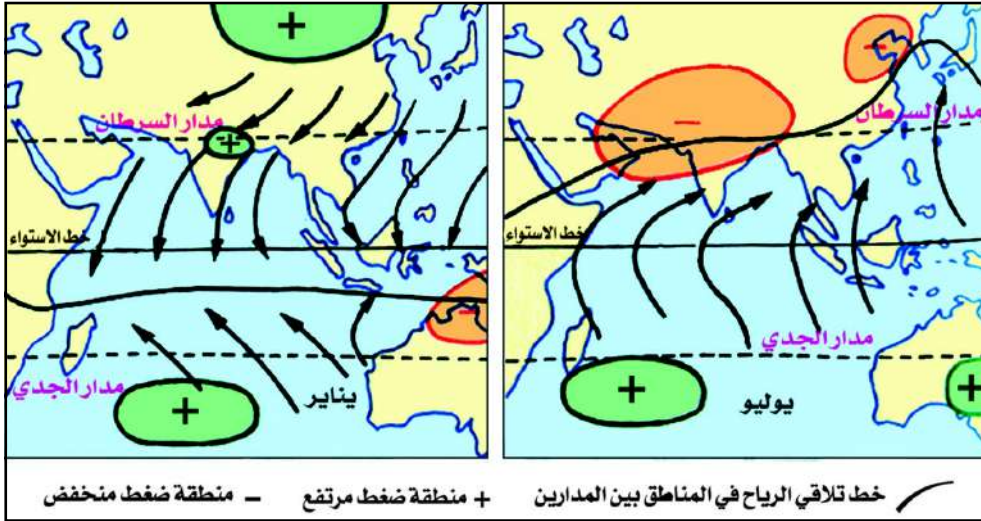 مدار السرطان
خط الاستواء
مدار الجدي
يوليو
مدار السرطان
خط الاستواء
مدار الجدي
يناير
خط تلاقي الرياح في المناطق بين المدارين
+ منطقة ضغط مرتفع
- منطقة ضغط منخفض